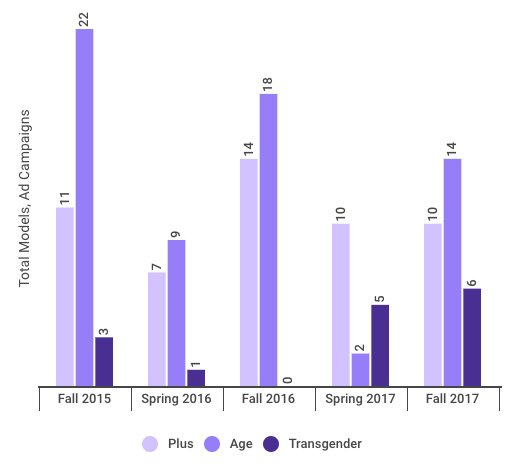 Total Models, Ad Campaigns
11
22
3
7
9
1
14
18
0
10
2
5
10
14
6
Fall 2015
Spring 2016
Fall 2016
Spring 2017
Fall 2017
Plus
Age
Transgender